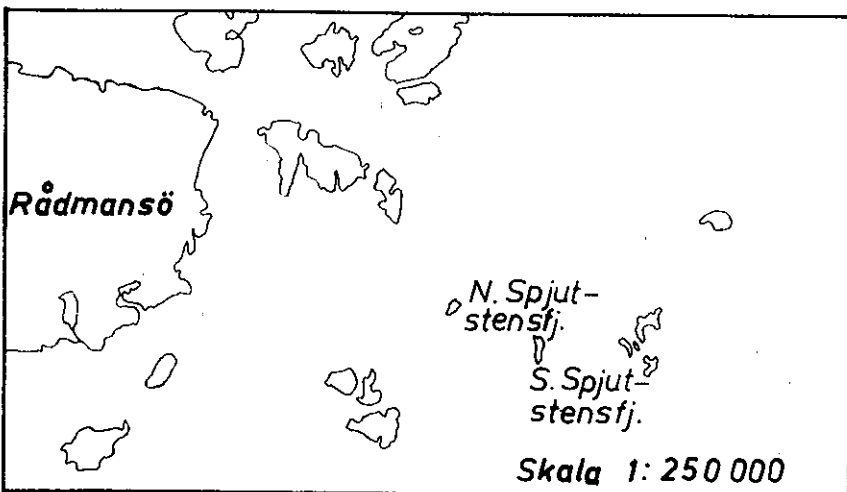 Rådmansö
N. Spjut-
stensfj.
S. Spjut-
stensfj.
Skala 1: 250 000